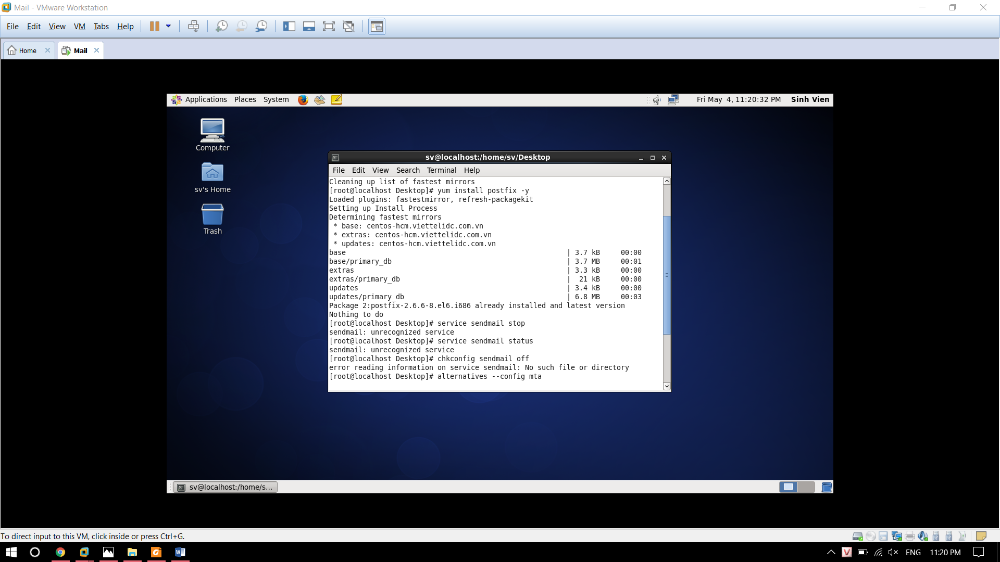 Mail - VMware Workstation
File Edit View VM Tabs Help
Home Mail
Applications Places System Fri May  4, 11:20:32 PM Sinh Vien
Computer
sv's Home
Trash
sv@localhost:/home/sv/Desktop
File Edit View Search Terminal Help
Cleaning up list of fastest mirrors
[root@localhost Desktop]# yum install postfix -y
Loaded plugins: fastestmirror, refresh-packagekit
Setting up Install Process
Determining fastest mirrors
 * base: centos-hcm.viettelidc.com.vn
 * extras: centos-hcm.viettelidc.com.vn
 * updates: centos-hcm.viettelidc.com.vn
base | 3.7 kB 00:00
base/primary_db | 3.7 MB 00:01
extras | 3.3 kB 00:00
extras/primary_db |  21 kB 00:00
updates | 3.4 kB 00:00
updates/primary_db | 6.8 MB 00:03
Package 2:postfix-2.6.6-8.el6.i686 already installed and latest version
Nothing to do
[root@localhost Desktop]# service sendmail stop
sendmail: unrecognized service
[root@localhost Desktop]# service sendmail status
sendmail: unrecognized service
[root@localhost Desktop]# chkconfig sendmail off
error reading information on service sendmail: No such file or directory
[root@localhost Desktop]# alternatives --config mta
sv@localhost:/home/s...
To direct input to this VM, click inside or press Ctrl+G.
ENG 11:20 PM